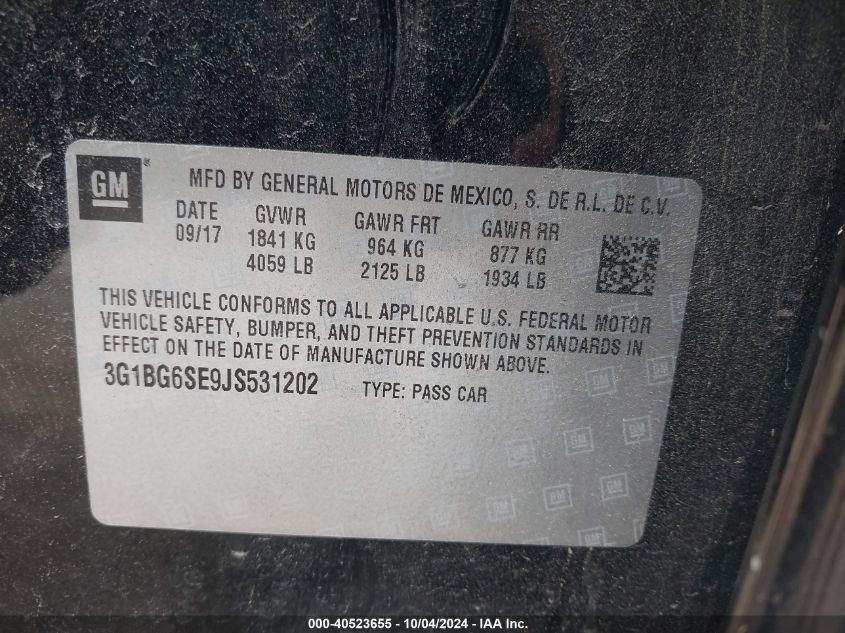 GM ® MFD BY GENERAL MOTORS DE MEXICO, S. DE R.L. DE C.V.
DATE GVWR GAWR FRT GAWR RR
09/17 1841 KG 964 KG 877 KG
4059 LB 2125 LB 1934 LB
THIS VEHICLE CONFORMS TO ALL APPLICABLE U.S. FEDERAL MOTOR
VEHICLE SAFETY, BUMPER, AND THEFT PREVENTION STANDARDS IN
EFFECT ON THE DATE OF MANUFACTURE SHOWN ABOVE.
3G1BG6SE9JS531202 TYPE: PASS CAR
000-40523655 - 10/04/2024 - IAA Inc.